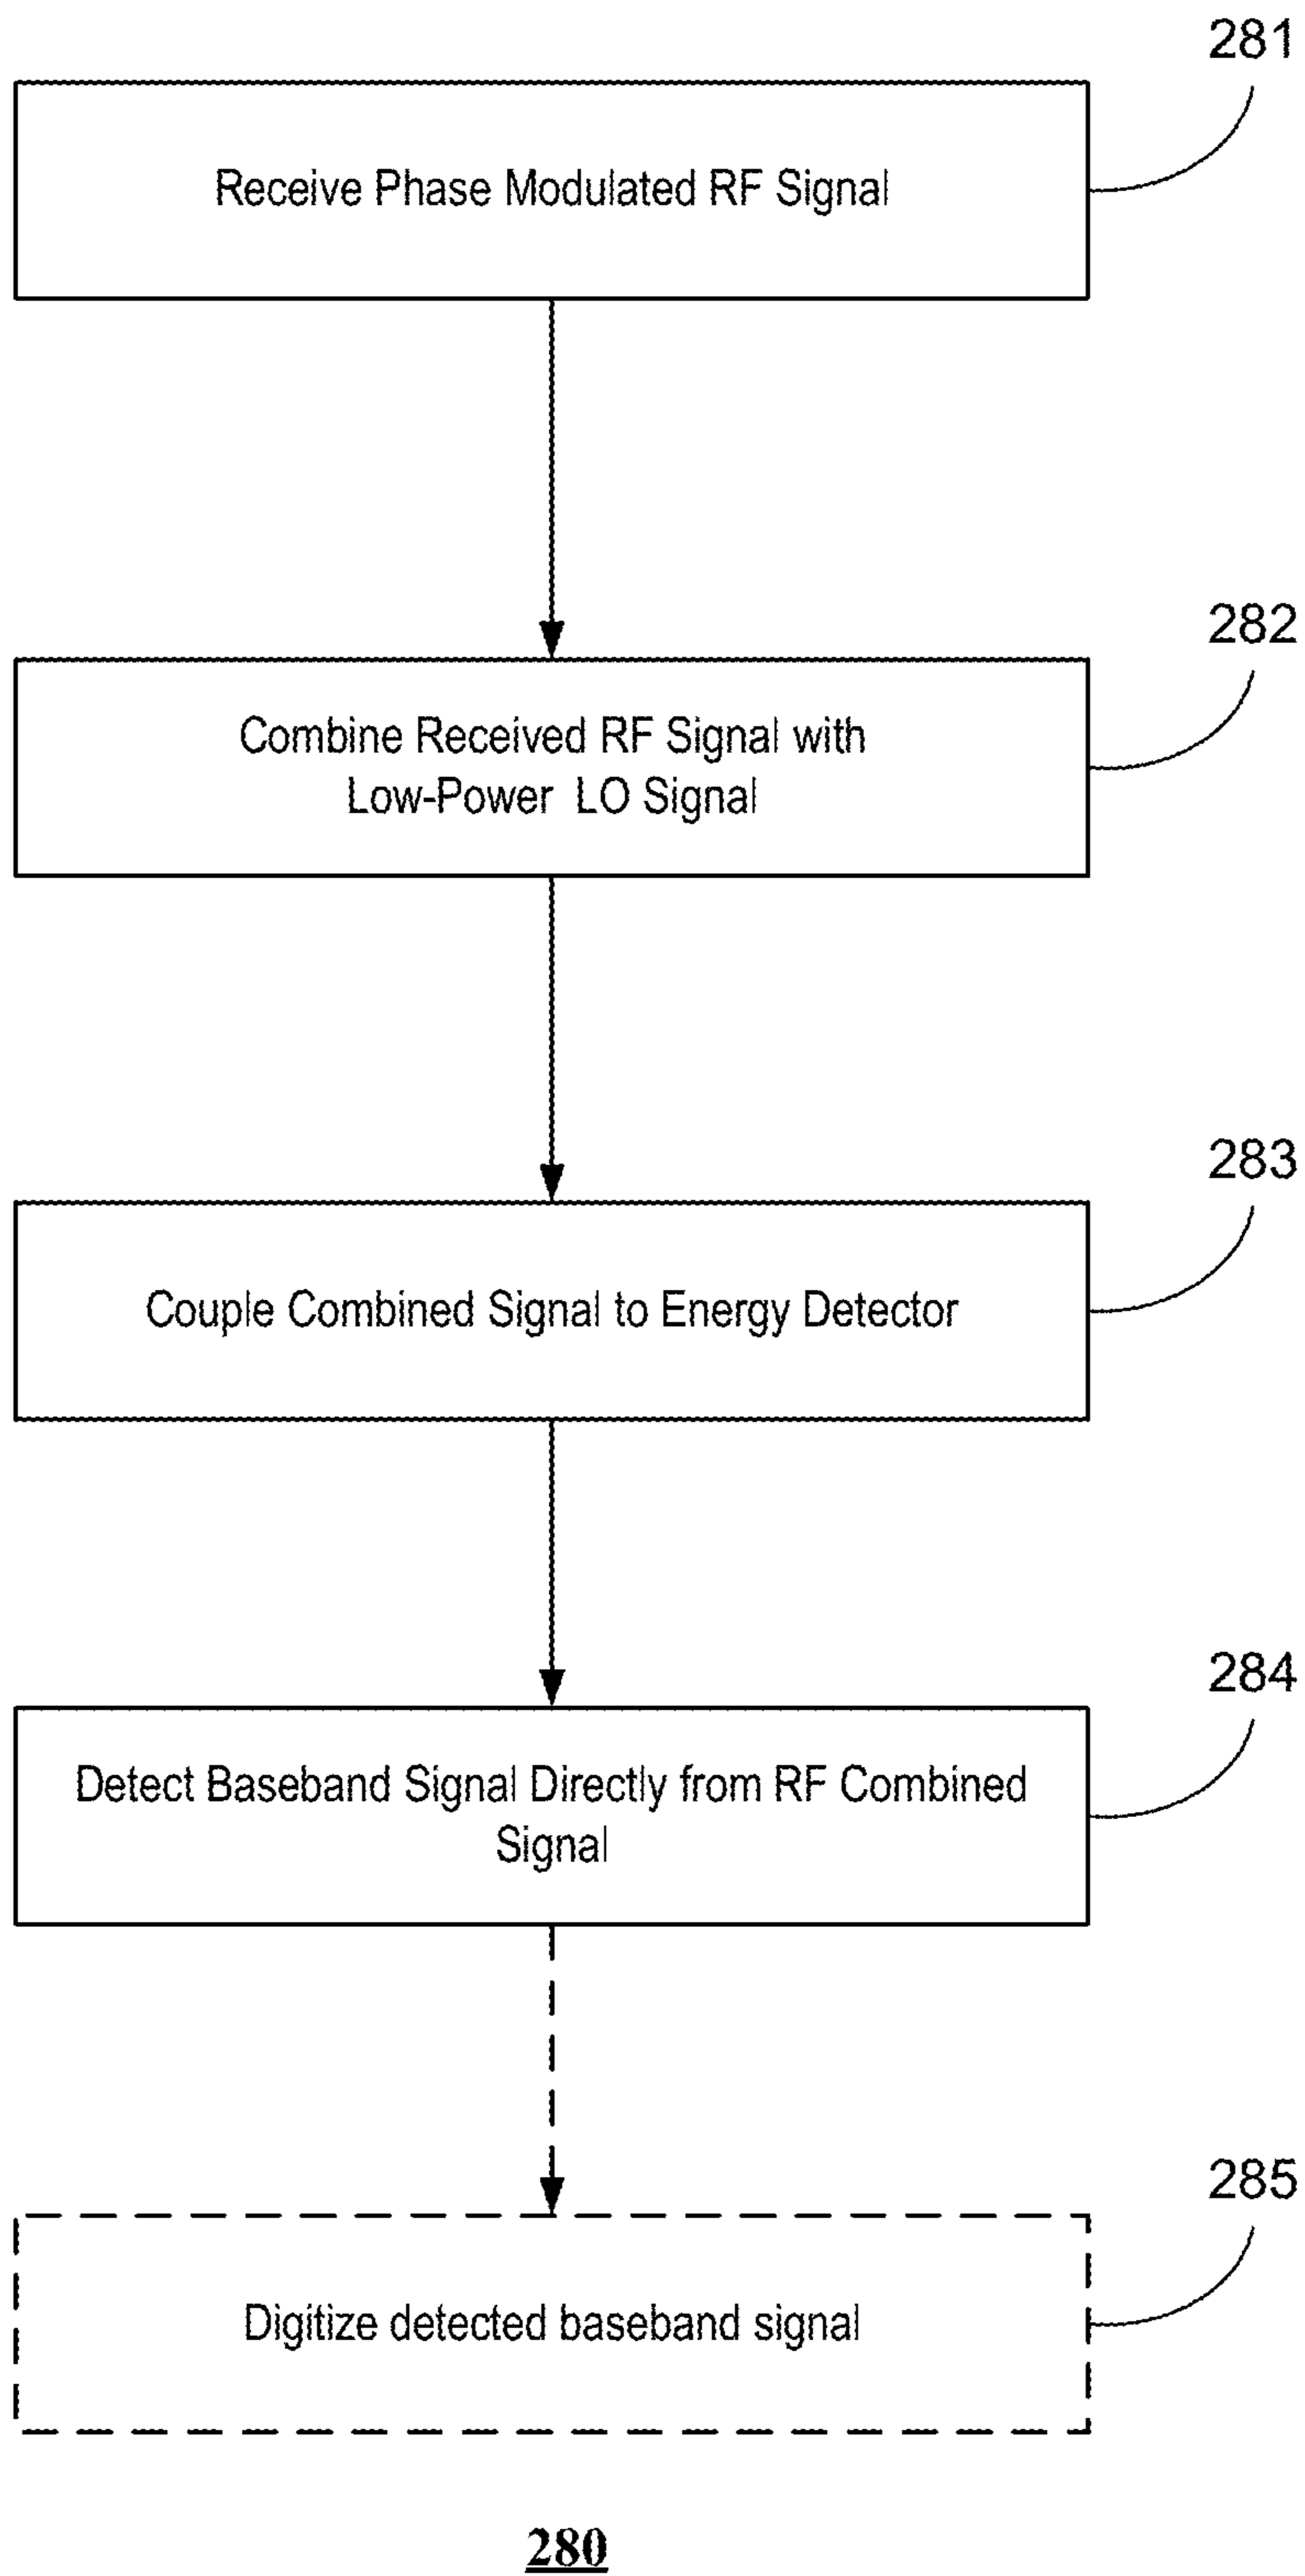 281
Receive Phase Modulated RF Signal
282
Combine Received RF Signal with
Low-Power LO Signal
283
Couple Combined Signal to Energy Detector
284
Detect Baseband Signal Directly from RF Combined
Signal
285
Digitize detected baseband signal
280